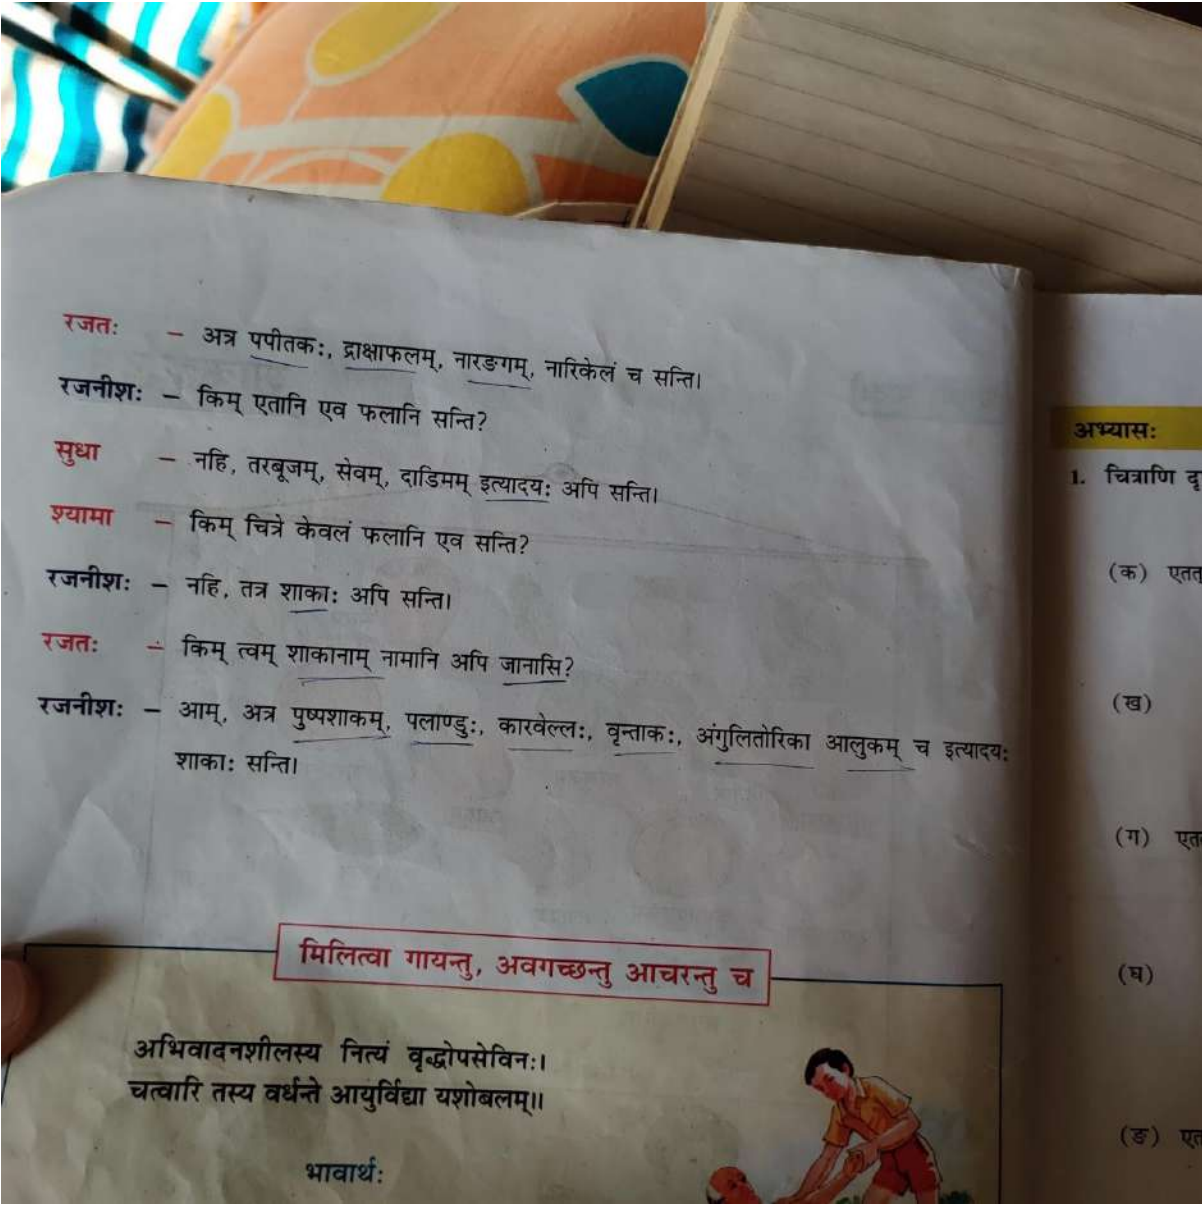 रजतः – अत्र पपीतकः, द्राक्षाफलम्, नारङगम्, नारिकेलं च सन्ति।
रजनीशः – किम् एतानि एव फलानि सन्ति?
सुधा – नहि, तरबूजम्, सेवम्, दाडिमम् इत्यादयः अपि सन्ति।
श्यामा – किम् चित्रे केवलं फलानि एव सन्ति?
रजनीशः – नहि, तत्र शाकाः अपि सन्ति।
रजतः – किम् त्वम् शाकानाम् नामानि अपि जानासि?
रजनीशः – आम्, अत्र पुष्पशाकम्, पलाण्डुः, कारवेल्लः, वृन्ताकः, अंगुलितोरिका आलुकम् च इत्यादयः
शाकाः सन्ति।
मिलित्वा गायन्तु, अवगच्छन्तु आचरन्तु च
अभिवादनशीलस्य नित्यं वृद्धोपसेविनः।
चत्वारि तस्य वर्धन्ते आयुर्विद्या यशोबलम्॥
भावार्थः
अभ्यासः
1. चित्राणि
(क)
(ख)
(ग)
(घ)
(ङ)